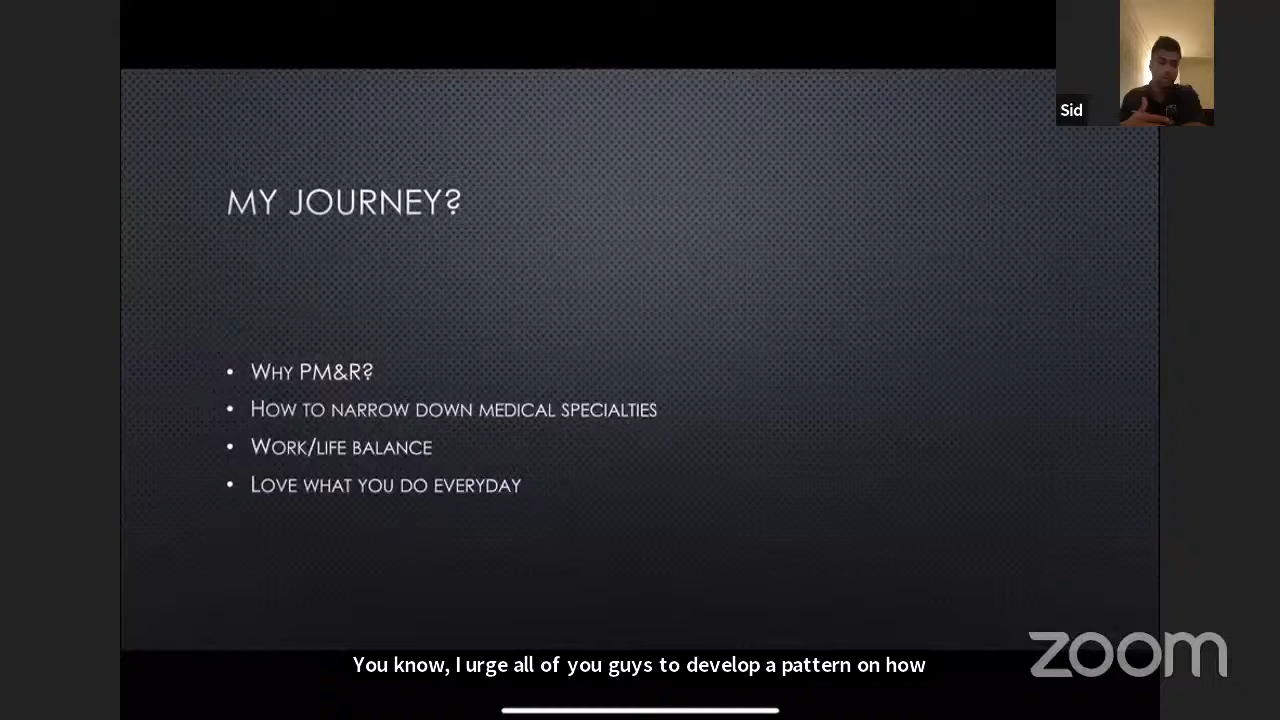 Sid
MY JOURNEY?
• WHY PM&R?
• HOW TO NARROW DOWN MEDICAL SPECIALTIES
• WORK/LIFE BALANCE
• LOVE WHAT YOU DO EVERYDAY
You know, I urge all of you guys to develop a pattern on how
zoom